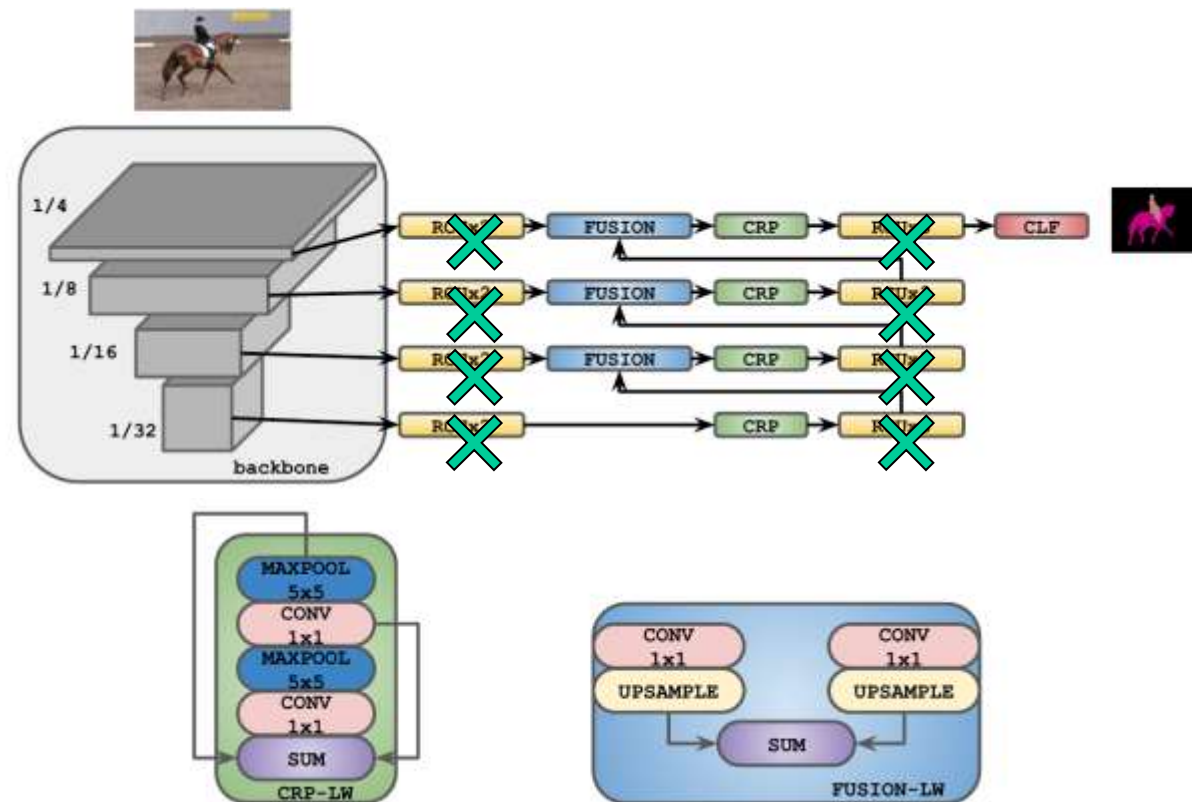 1/4
FUSION
CRP
CLF
1/8
FUSION
CRP
1/16
FUSION
CRP
1/32
CRP
backbone
MAXPOOL
5x5
CONV
1x1
MAXPOOL
5x5
CONV
1x1
SUM
CRP-LW
CONV
1x1
CONV
1x1
UPSAMPLE
UPSAMPLE
SUM
FUSION-LW